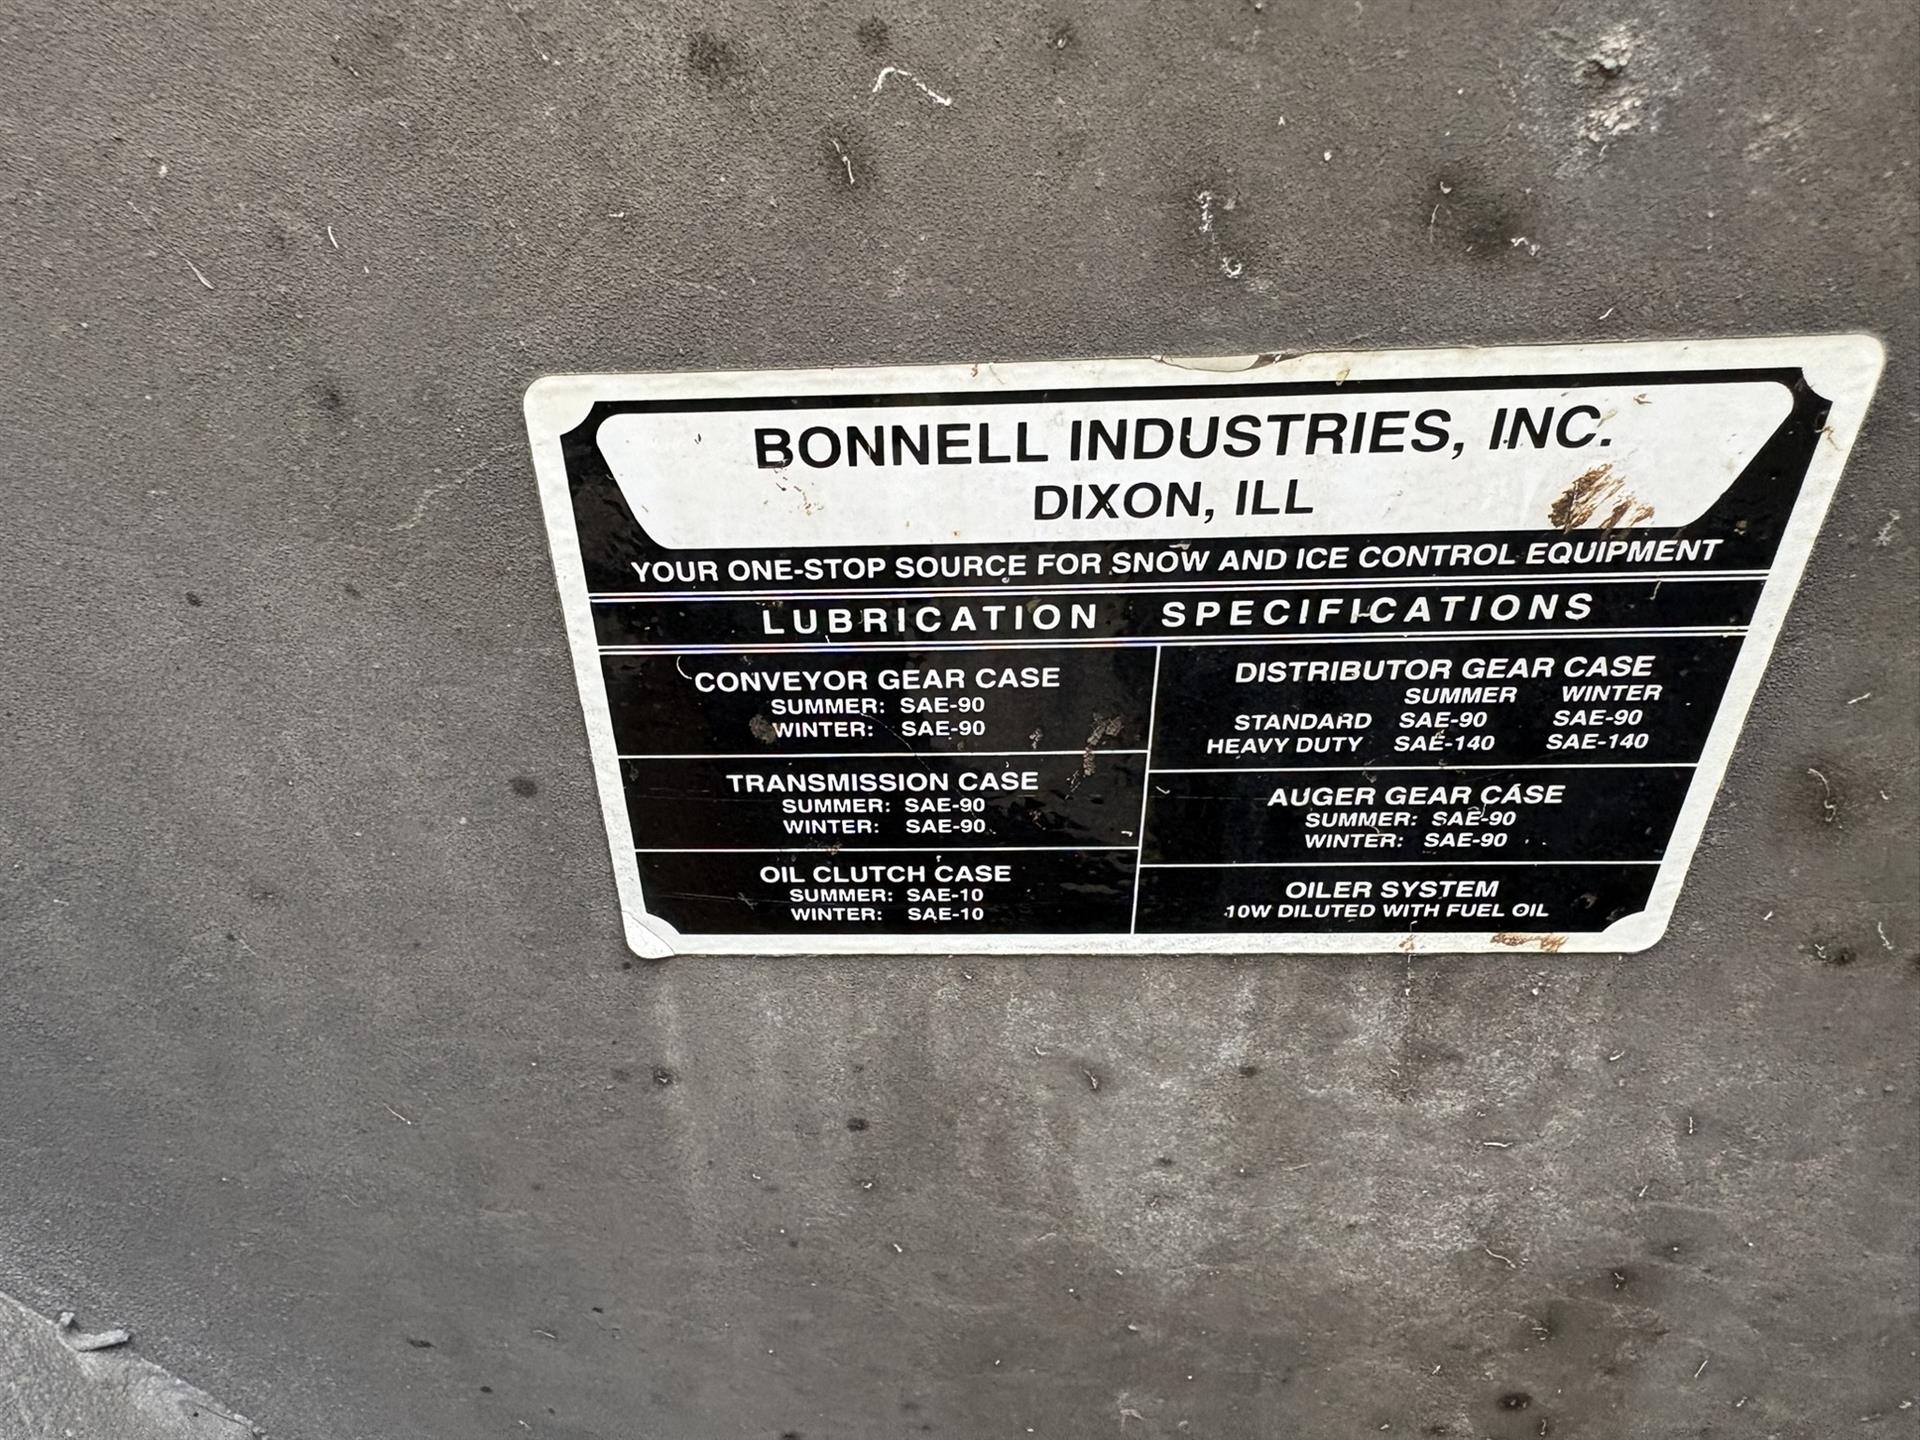 BONNELL INDUSTRIES, INC.
DIXON, ILL
YOUR ONE-STOP SOURCE FOR SNOW AND ICE CONTROL EQUIPMENT
LUBRICATION SPECIFICATIONS
CONVEYOR GEAR CASE
SUMMER: SAE-90
WINTER: SAE-90
TRANSMISSION CASE
SUMMER: SAE-90
WINTER: SAE-90
OIL CLUTCH CASE
SUMMER: SAE-10
WINTER: SAE-10
DISTRIBUTOR GEAR CASE
SUMMER WINTER
STANDARD SAE-90 SAE-90
HEAVY DUTY SAE-140 SAE-140
AUGER GEAR CASE
SUMMER: SAE-90
WINTER: SAE-90
OILER SYSTEM
10W DILUTED WITH FUEL OIL